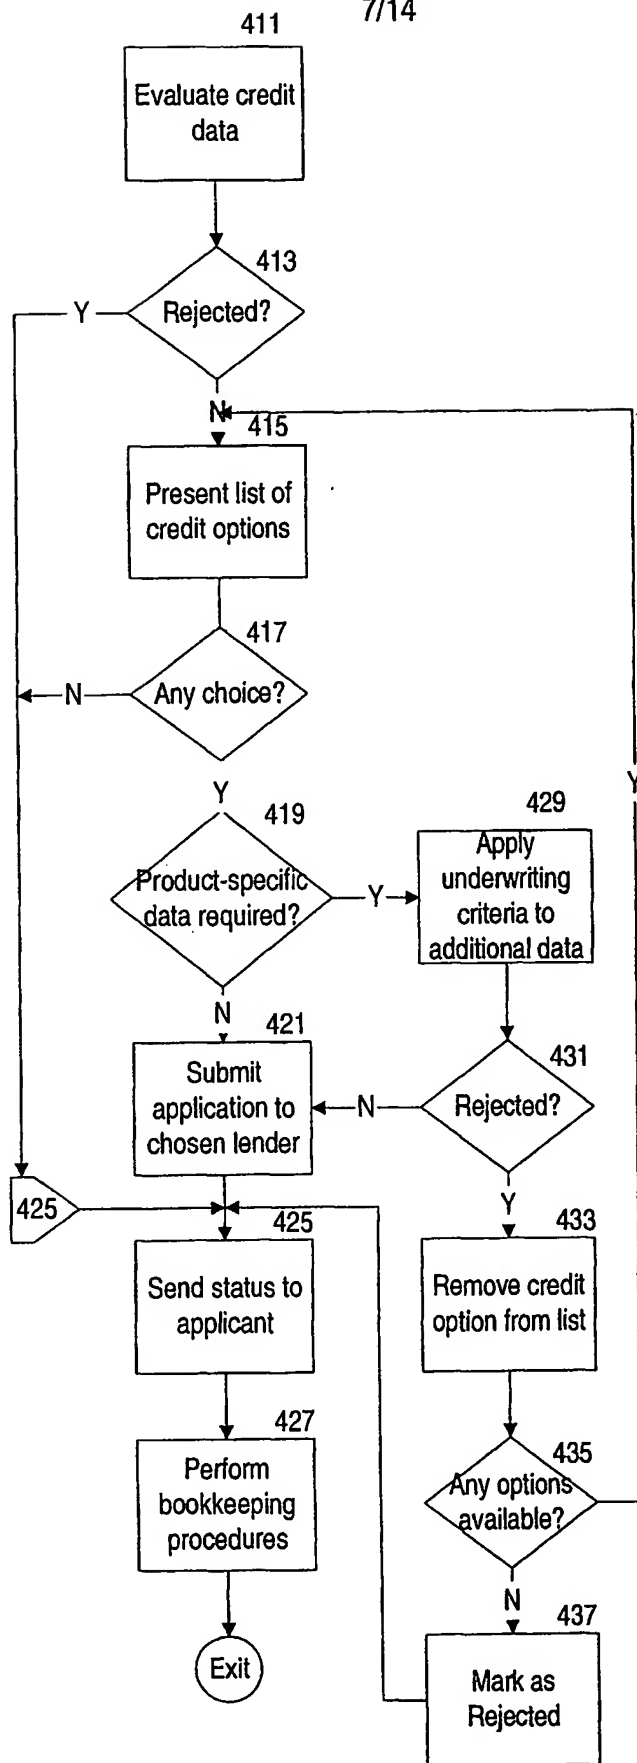 7/14
411
Evaluate credit
data
413
Rejected?
Y
N
415
Present list of
credit options
417
Any choice?
N
Y
419
Product-specific
data required?
Y
429
Apply
underwriting
criteria to
additional data
N
421
Submit
application to
chosen lender
431
Rejected?
N
Y
425
425
Send status to
applicant
433
Remove credit
option from list
427
Perform
bookkeeping
procedures
435
Any options
available?
Y
N
437
Mark as
Rejected
Exit